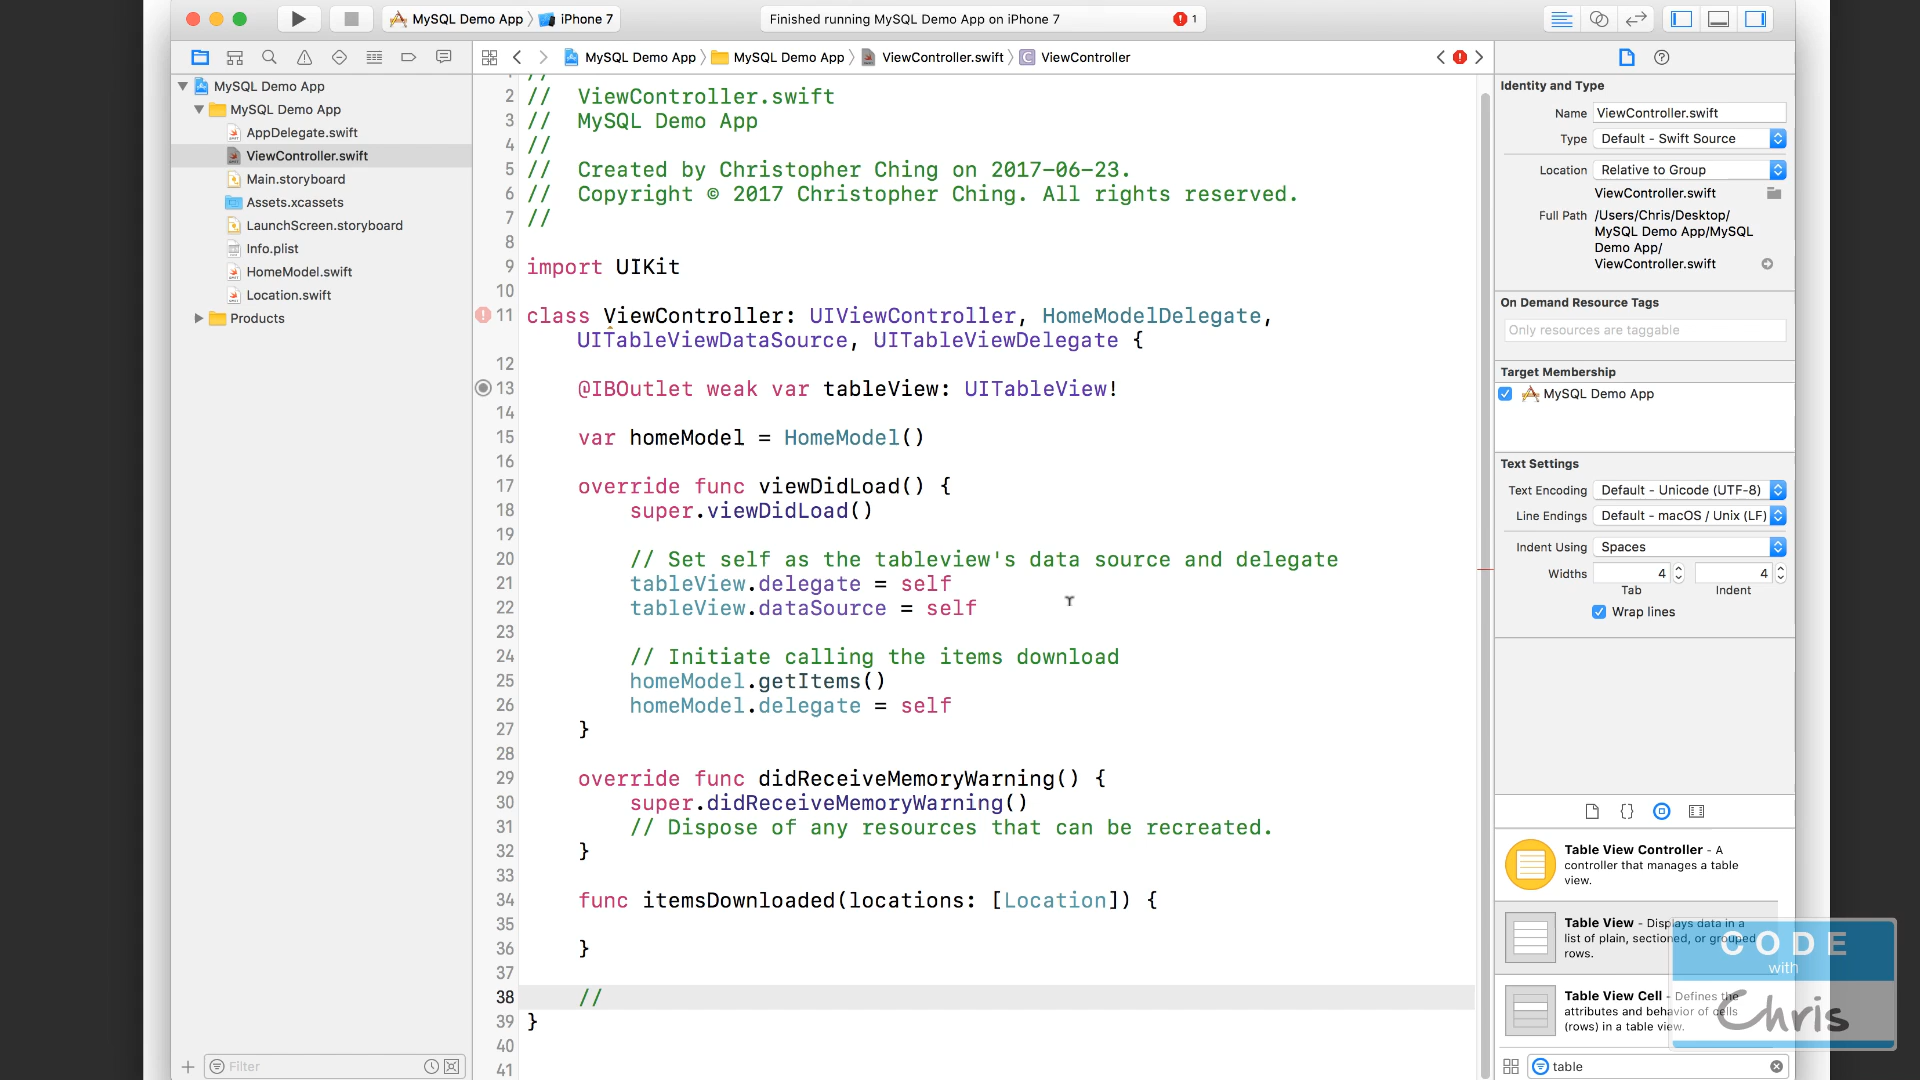 MySQL Demo App
iPhone 7
Finished running MySQL Demo App on iPhone 7
1
MySQL Demo App
MySQL Demo App
ViewController.swift
ViewController
MySQL Demo App
MySQL Demo App
AppDelegate.swift
ViewController.swift
Main.storyboard
Assets.xcassets
LaunchScreen.storyboard
Info.plist
HomeModel.swift
Location.swift
Products
Filter
2 //  ViewController.swift
3 //  MySQL Demo App
4 //
5 //  Created by Christopher Ching on 2017-06-23.
6 //  Copyright © 2017 Christopher Ching. All rights reserved.
7 //
8
9 import UIKit
10
11 class ViewController: UIViewController, HomeModelDelegate,
UITableViewDataSource, UITableViewDelegate {
12
13     @IBOutlet weak var tableView: UITableView!
14
15     var homeModel = HomeModel()
16
17     override func viewDidLoad() {
18         super.viewDidLoad()
19
20         // Set self as the tableview's data source and delegate
21         tableView.delegate = self
22         tableView.dataSource = self
23
24         // Initiate calling the items download
25         homeModel.getItems()
26         homeModel.delegate = self
27     }
28
29     override func didReceiveMemoryWarning() {
30         super.didReceiveMemoryWarning()
31         // Dispose of any resources that can be recreated.
32     }
33
34     func itemsDownloaded(locations: [Location]) {
35
36     }
37
38     //
39 }
40
41
Identity and Type
Name ViewController.swift
Type Default - Swift Source
Location Relative to Group
ViewController.swift
Full Path /Users/Chris/Desktop/
MySQL Demo App/MySQL
Demo App/
ViewController.swift
On Demand Resource Tags
Only resources are taggable
Target Membership
MySQL Demo App
Text Settings
Text Encoding Default - Unicode (UTF-8)
Line Endings Default - macOS / Unix (LF)
Indent Using Spaces
Widths 4 4
Tab Indent
Wrap lines
Table View Controller - A
controller that manages a table
view.
Table View - Displays data in a
list of plain, sectioned, or grouped
rows.
Table View Cell - Defines the
attributes and behavior of cells
(rows) in a table view.
table
CODE
with
Chris